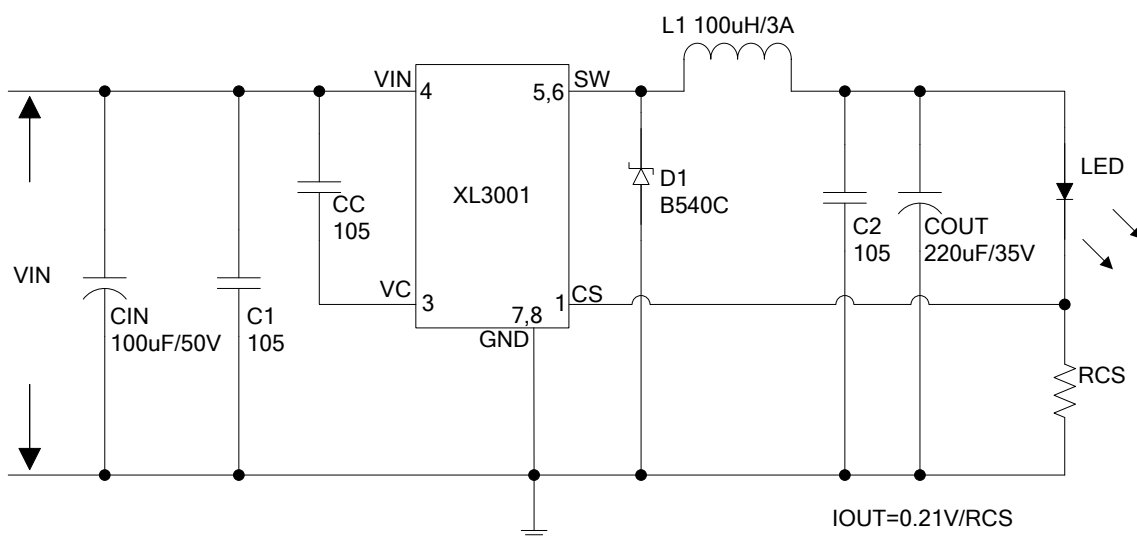 L1 100uH/3A
VIN
4
5,6
SW
XL3001
CC
105
D1
B540C
LED
C2
105
COUT
220uF/35V
VIN
VC
3
7,8
1
CS
GND
CIN
100uF/50V
C1
105
RCS
IOUT=0.21V/RCS